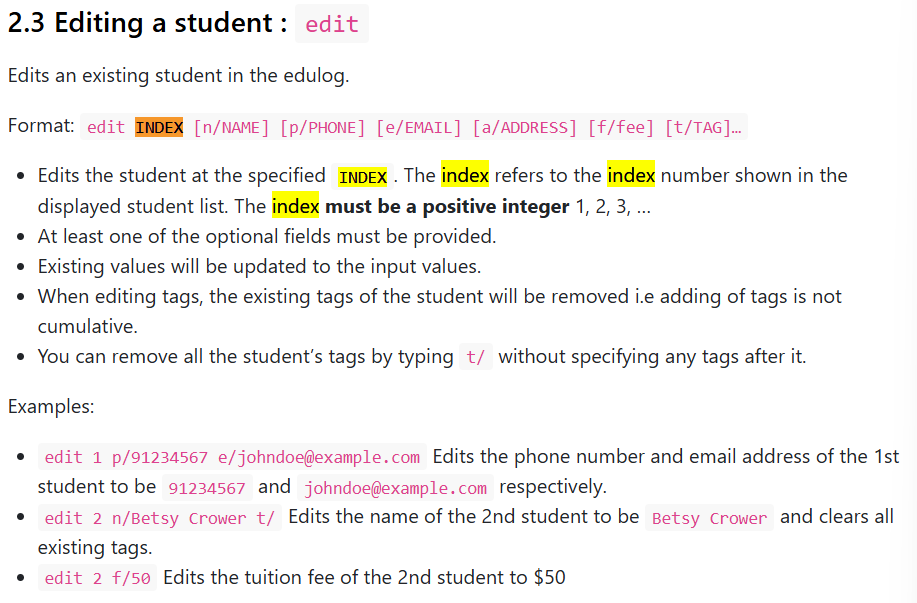 2.3 Editing a student : edit
Edits an existing student in the edulog.
Format: edit INDEX [n/NAME] [p/PHONE] [e/EMAIL] [a/ADDRESS] [f/fee] [t/TAG]…
• Edits the student at the specified INDEX . The index refers to the index number shown in the
displayed student list. The index must be a positive integer 1, 2, 3, …
• At least one of the optional fields must be provided.
• Existing values will be updated to the input values.
• When editing tags, the existing tags of the student will be removed i.e adding of tags is not
cumulative.
• You can remove all the student’s tags by typing t/ without specifying any tags after it.
Examples:
• edit 1 p/91234567 e/johndoe@example.com Edits the phone number and email address of the 1st
student to be 91234567 and johndoe@example.com respectively.
• edit 2 n/Betsy Crower t/ Edits the name of the 2nd student to be Betsy Crower and clears all
existing tags.
• edit 2 f/50 Edits the tuition fee of the 2nd student to $50